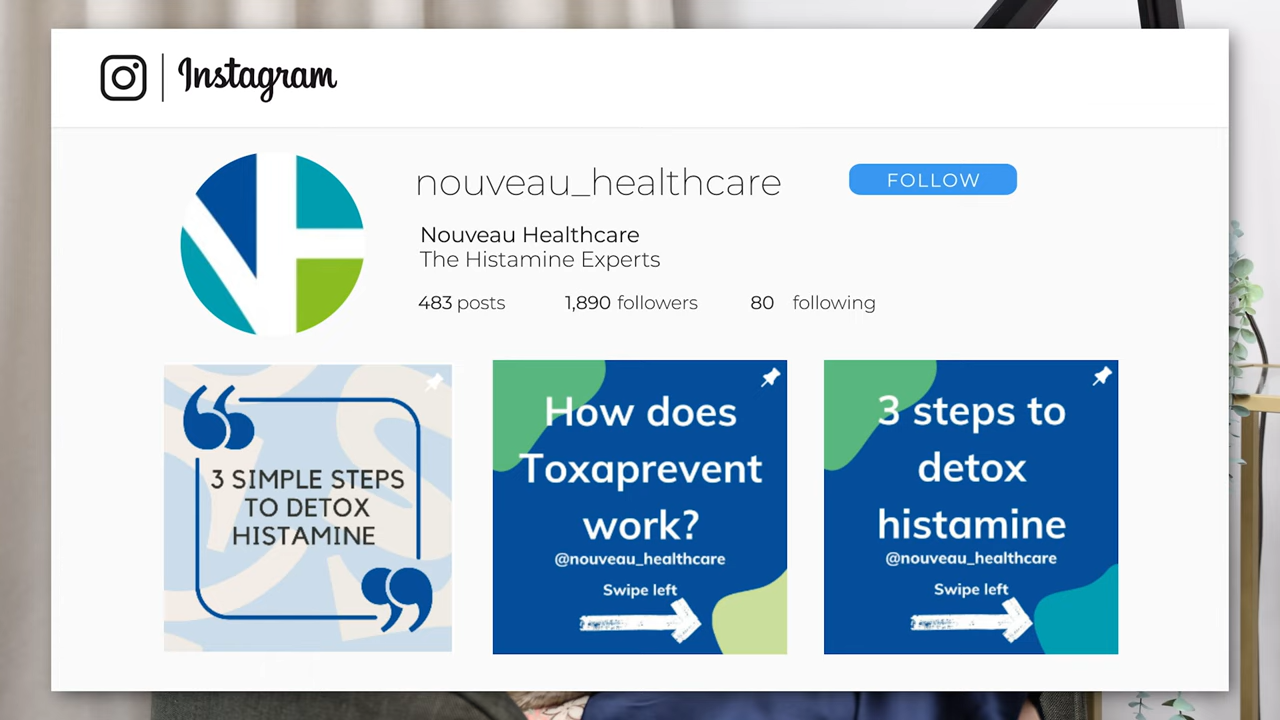 Instagram
nouveau_healthcare
FOLLOW
Nouveau Healthcare
The Histamine Experts
483 posts 1,890 followers 80 following
3 SIMPLE STEPS
TO DETOX
HISTAMINE
How does
Toxaprevent
work?
@nouveau_healthcare
Swipe left
3 steps to
detox
histamine
@nouveau_healthcare
Swipe left